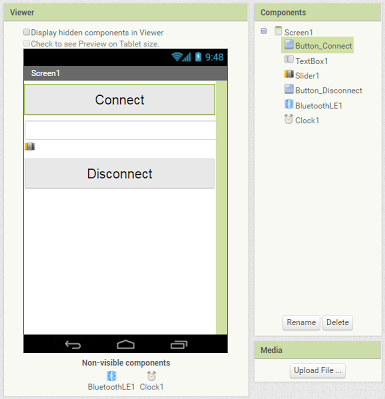 Viewer
Display hidden components in Viewer
Check to see Preview on Tablet size.
9:48
Screen1
Connect
Disconnect
Non-visible components
BluetoothLE1 Clock1
Components
Screen1
Button_Connect
TextBox1
Slider1
Button_Disconnect
BluetoothLE1
Clock1
Rename Delete
Media
Upload File ...